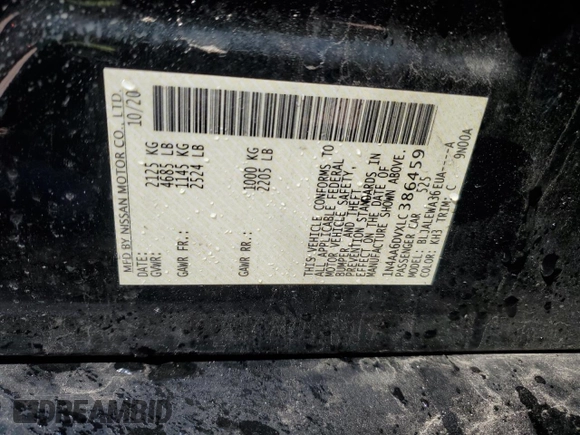 MFD BY NISSAN MOTOR CO., LTD.
DATE: 10/20
GVWR: 2125 KG
4685 LB
GAWR FR: 1145 KG
2524 LB
GAWR RR: 1000 KG
2205 LB
THIS VEHICLE CONFORMS TO
ALL APPLICABLE FEDERAL
MOTOR VEHICLE SAFETY,
BUMPER, AND THEFT
PREVENTION STANDARDS IN
EFFECT ON THE DATE OF
MANUFACTURE SHOWN ABOVE.
1N4AA6DVXLC386459
PASSENGER CAR S25
MODEL: BLJALEWA36EUA-----A
COLOR: KH3 TRIM: C 9N00A
DREAMBID